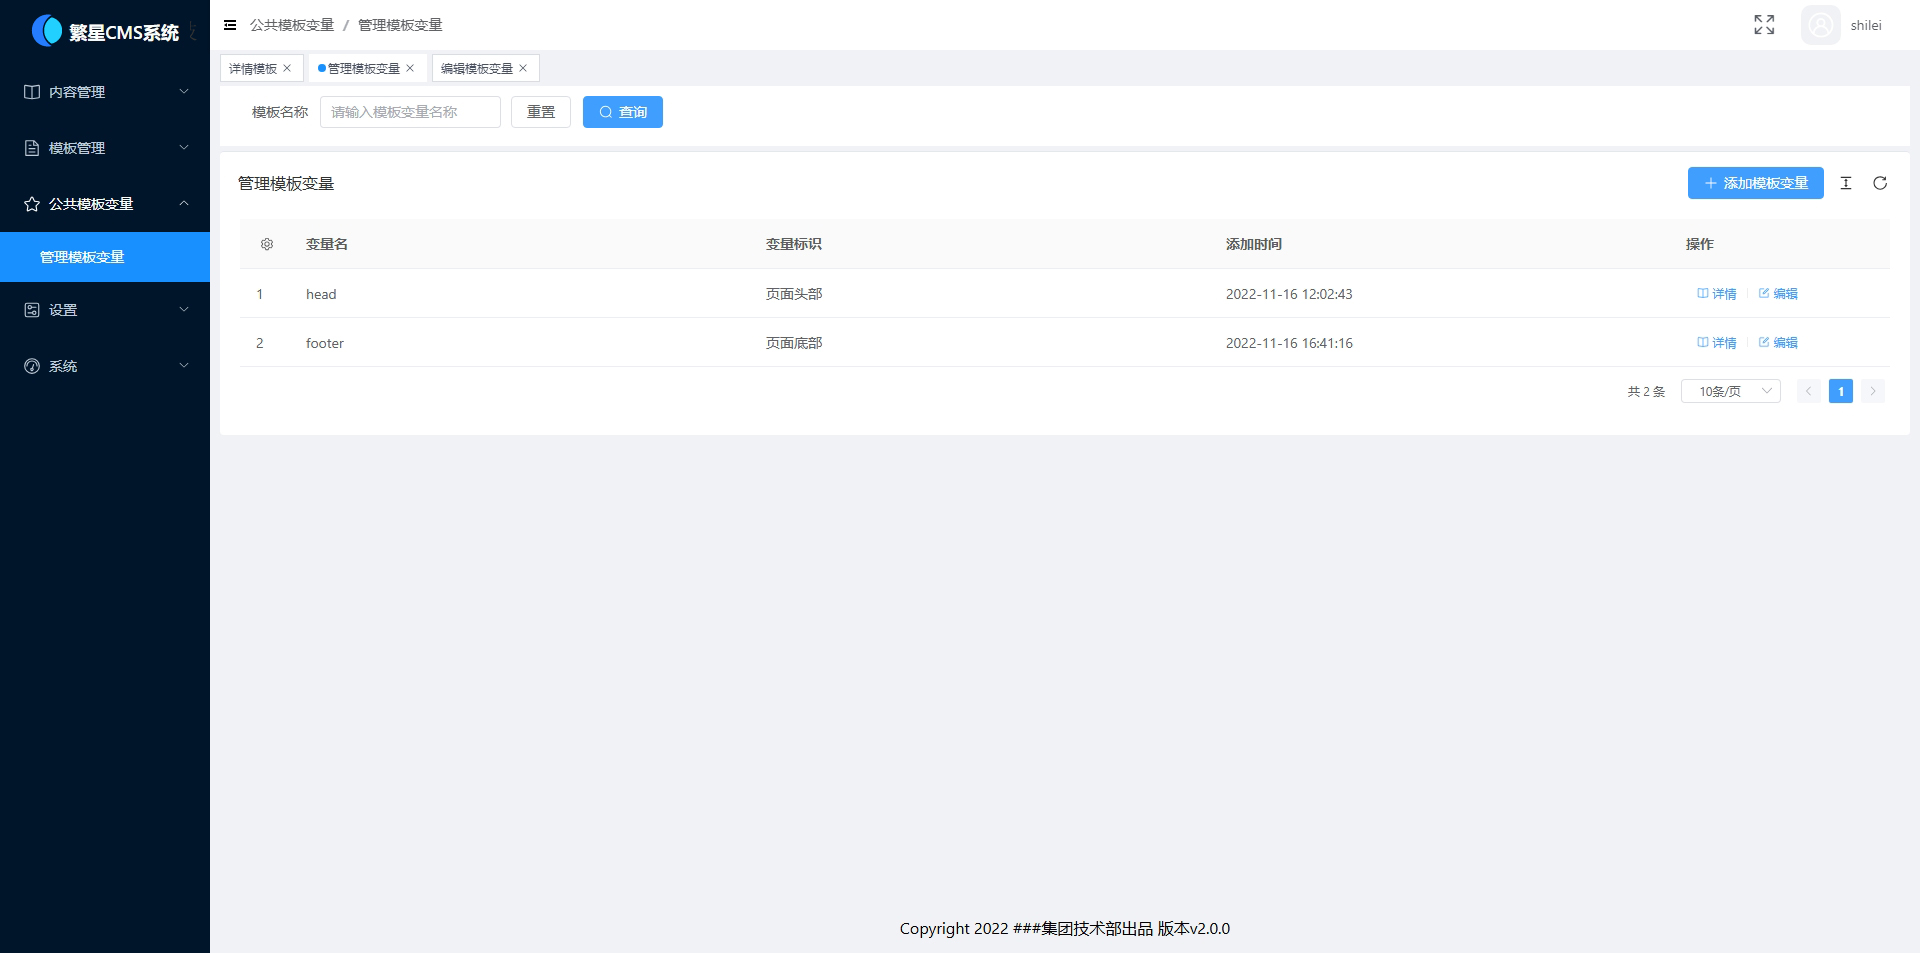 繁星CMS系统
内容管理
模板管理
公共模板变量
管理模板变量
设置
系统
公共模板变量 / 管理模板变量
shilei
详情模板
管理模板变量
编辑模板变量
模板名称 请输入模板变量名称 重置 查询
管理模板变量 添加模板变量
变量名 变量标识 添加时间 操作
1 head 页面头部 2022-11-16 12:02:43 详情 编辑
2 footer 页面底部 2022-11-16 16:41:16 详情 编辑
共 2 条 10条/页 1
Copyright 2022 ###集团技术部出品 版本v2.0.0